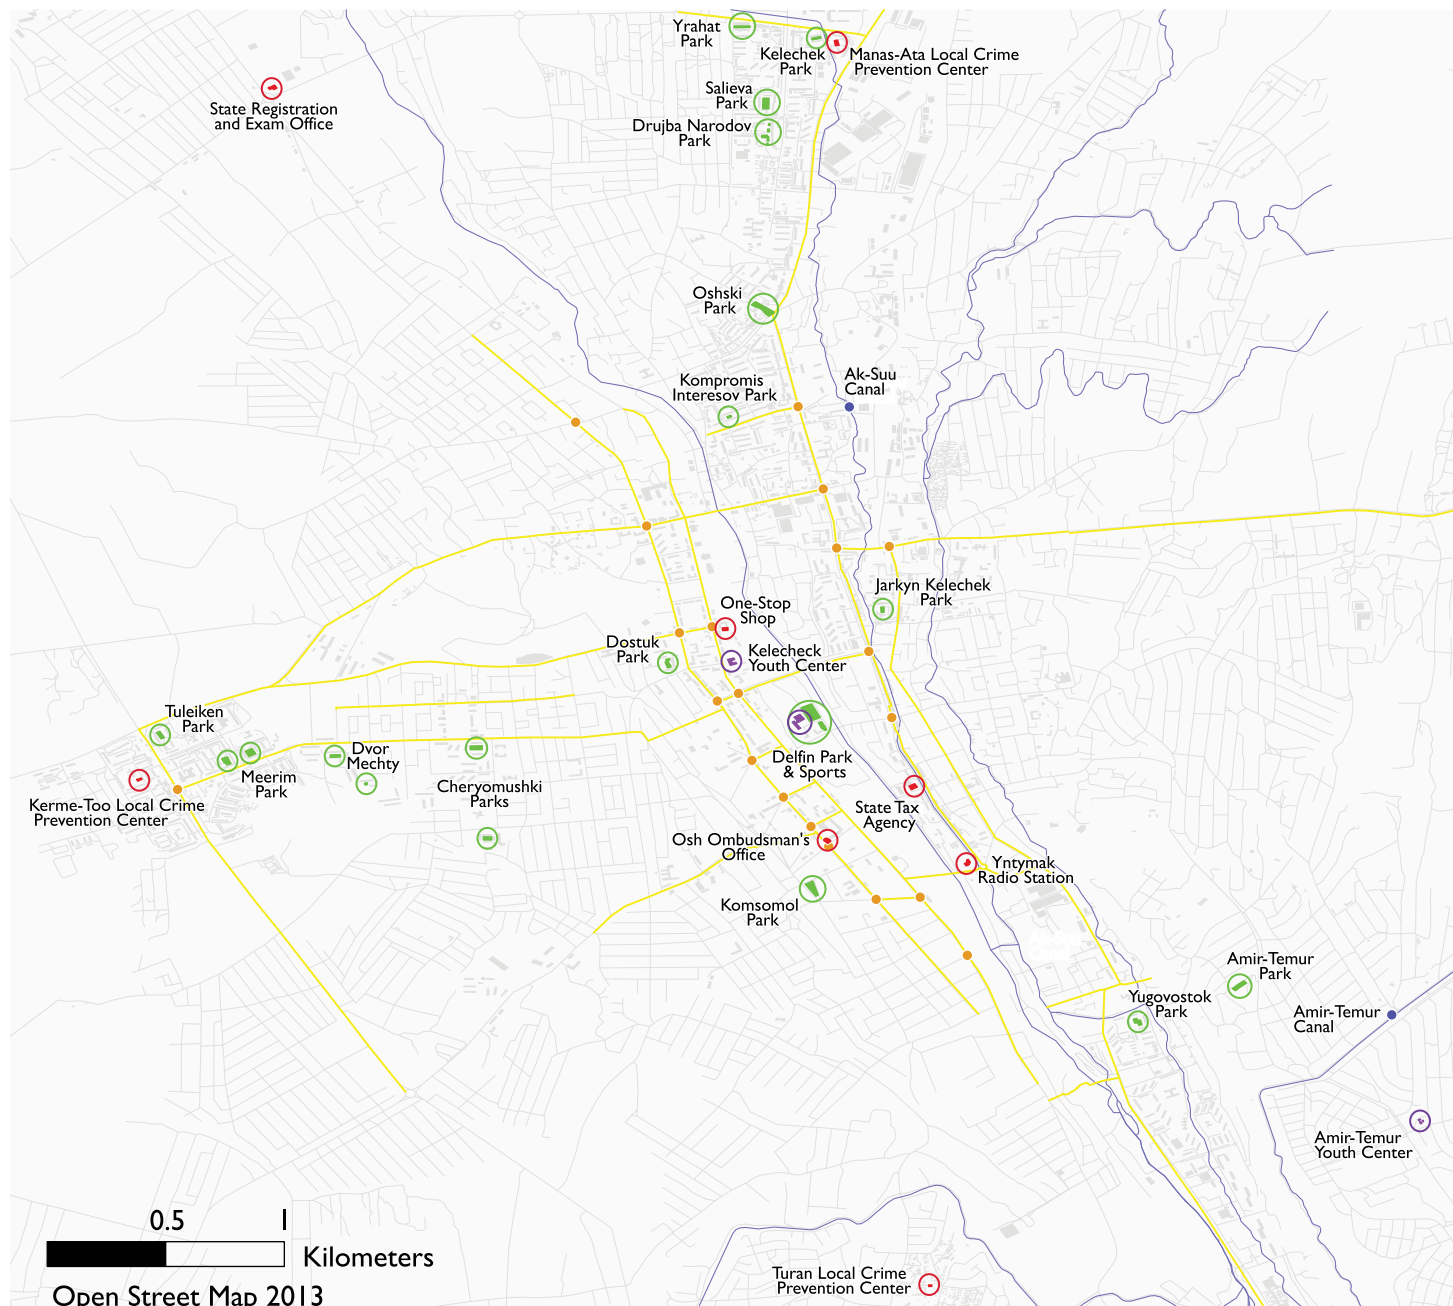 Yrahat
Park
Kelechek
Park
Manas-Ata Local Crime
Prevention Center
State Registration
and Exam Office
Salieva
Park
Drujba Narodov
Park
Oshski
Park
Kompromis
Interesov Park
Ak-Suu
Canal
Jarkyn Kelechek
Park
One-Stop
Shop
Dostuk
Park
Kelecheck
Youth Center
Tuleiken
Park
Dvor
Mechty
Meerim
Park
Cheryomushki
Parks
Kerme-Too Local Crime
Prevention Center
Delfin Park
& Sports
State Tax
Agency
Osh Ombudsman's
Office
Yntymak
Radio Station
Komsomol
Park
Amir-Temur
Park
Yugovostok
Park
Amir-Temur
Canal
Amir-Temur
Youth Center
Turan Local Crime
Prevention Center
0.5 1
Kilometers
Open Street Map 2013